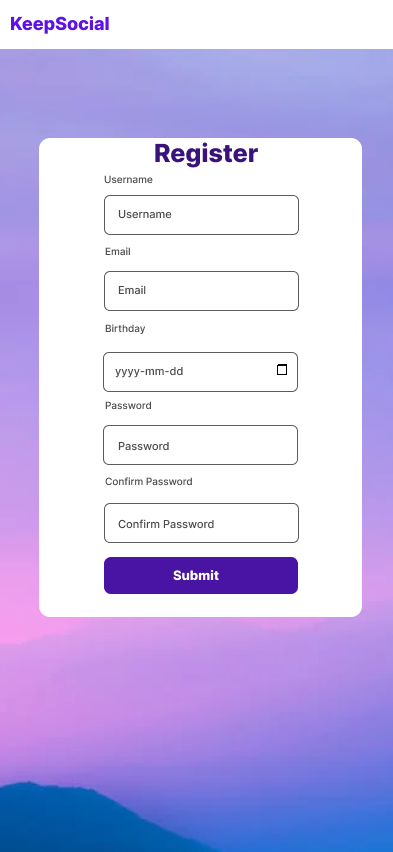 KeepSocial
Register
Username
Username
Email
Email
Birthday
yyyy-mm-dd
Password
Password
Confirm Password
Confirm Password
Submit